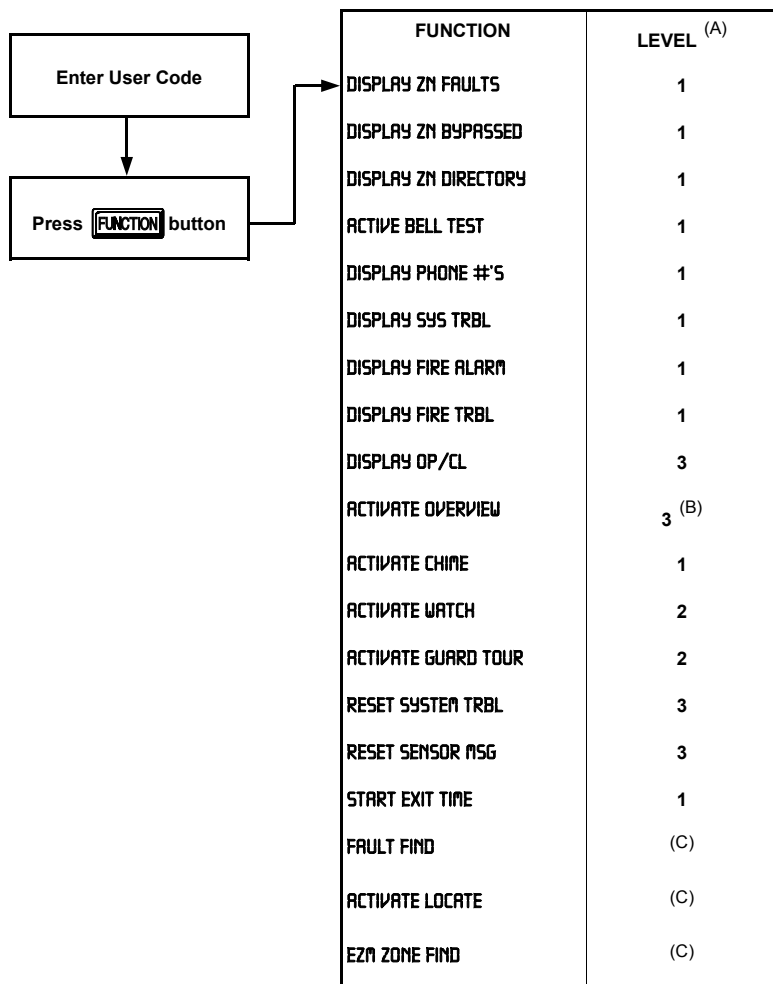 Enter User Code
Press FUNCTION button
FUNCTION LEVEL (A)
DISPLAY ZN FAULTS 1
DISPLAY ZN BYPASSED 1
DISPLAY ZN DIRECTORY 1
ACTIVE BELL TEST 1
DISPLAY PHONE #'S 1
DISPLAY SYS TRBL 1
DISPLAY FIRE ALARM 1
DISPLAY FIRE TRBL 1
DISPLAY OP/CL 3
ACTIVATE OVERVIEW 3 (B)
ACTIVATE CHIME 1
ACTIVATE WATCH 2
ACTIVATE GUARD TOUR 2
RESET SYSTEM TRBL 3
RESET SENSOR MSG 3
START EXIT TIME 1
FAULT FIND (C)
ACTIVATE LOCATE (C)
EZM ZONE FIND (C)